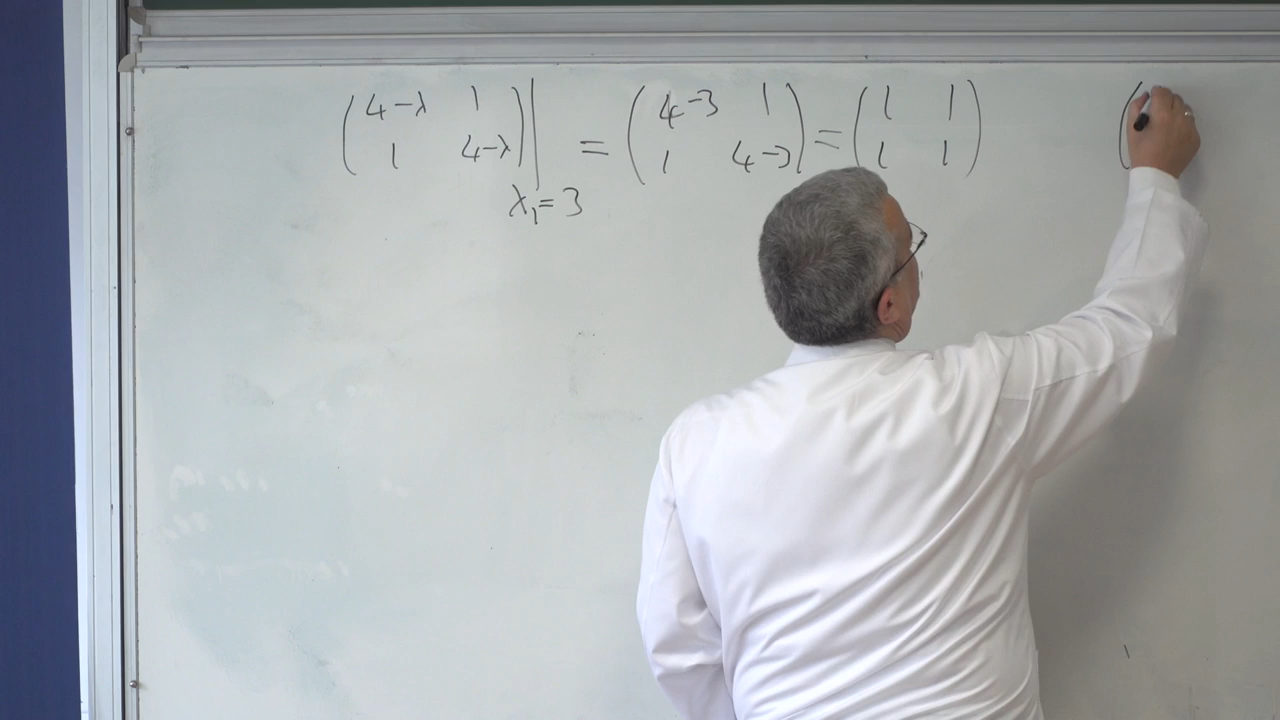 (4-λ 1)| = (4-3 1) = (1 1) (
(1 4-λ)| (1 4-3) (1 1)
λ₁=3